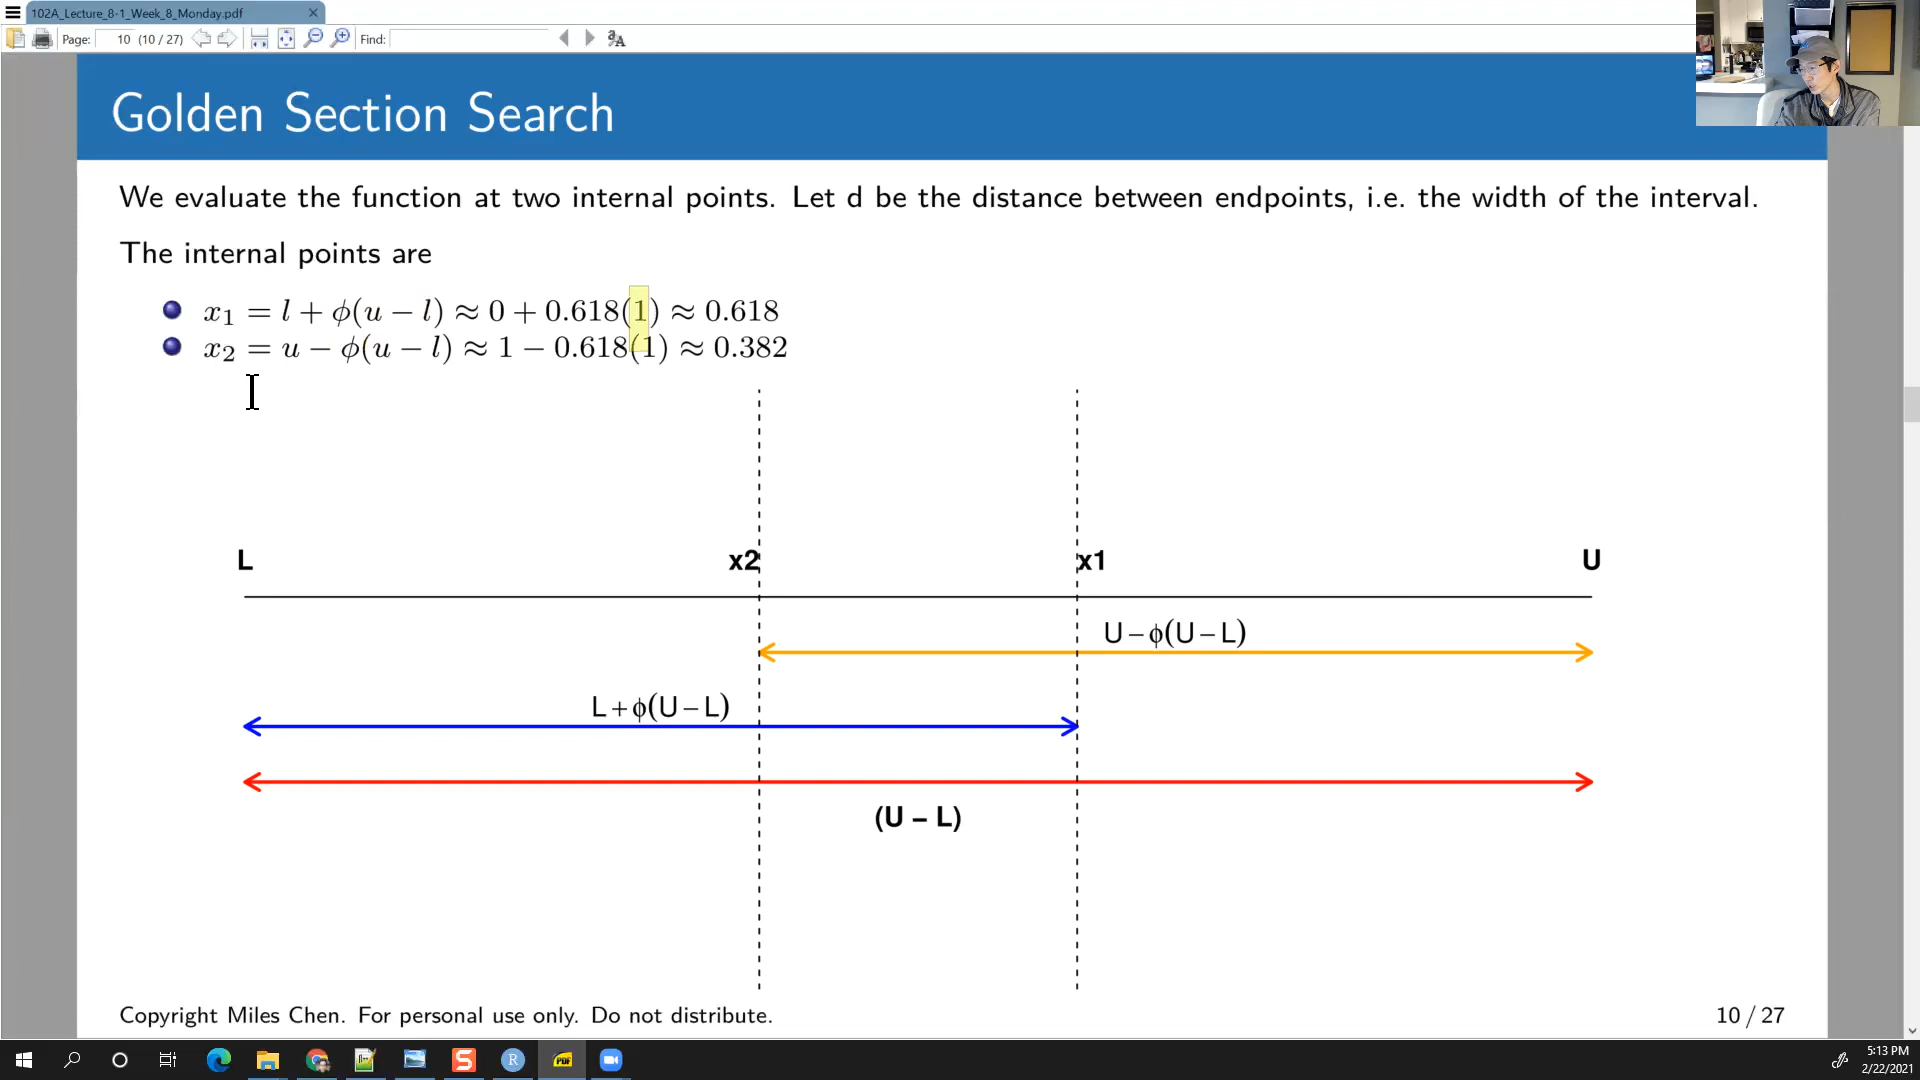 102A_Lecture_8-1_Week_8_Monday.pdf
Page: 10 (10 / 27) Find:
Golden Section Search
We evaluate the function at two internal points. Let d be the distance between endpoints, i.e. the width of the interval.
The internal points are
x₁ = l + ϕ(u − l) ≈ 0 + 0.618(1) ≈ 0.618
x₂ = u − ϕ(u − l) ≈ 1 − 0.618(1) ≈ 0.382
L x2 x1 U
U − ϕ(U − L)
L + ϕ(U − L)
(U − L)
Copyright Miles Chen. For personal use only. Do not distribute. 10 / 27
5:13 PM
2/22/2021